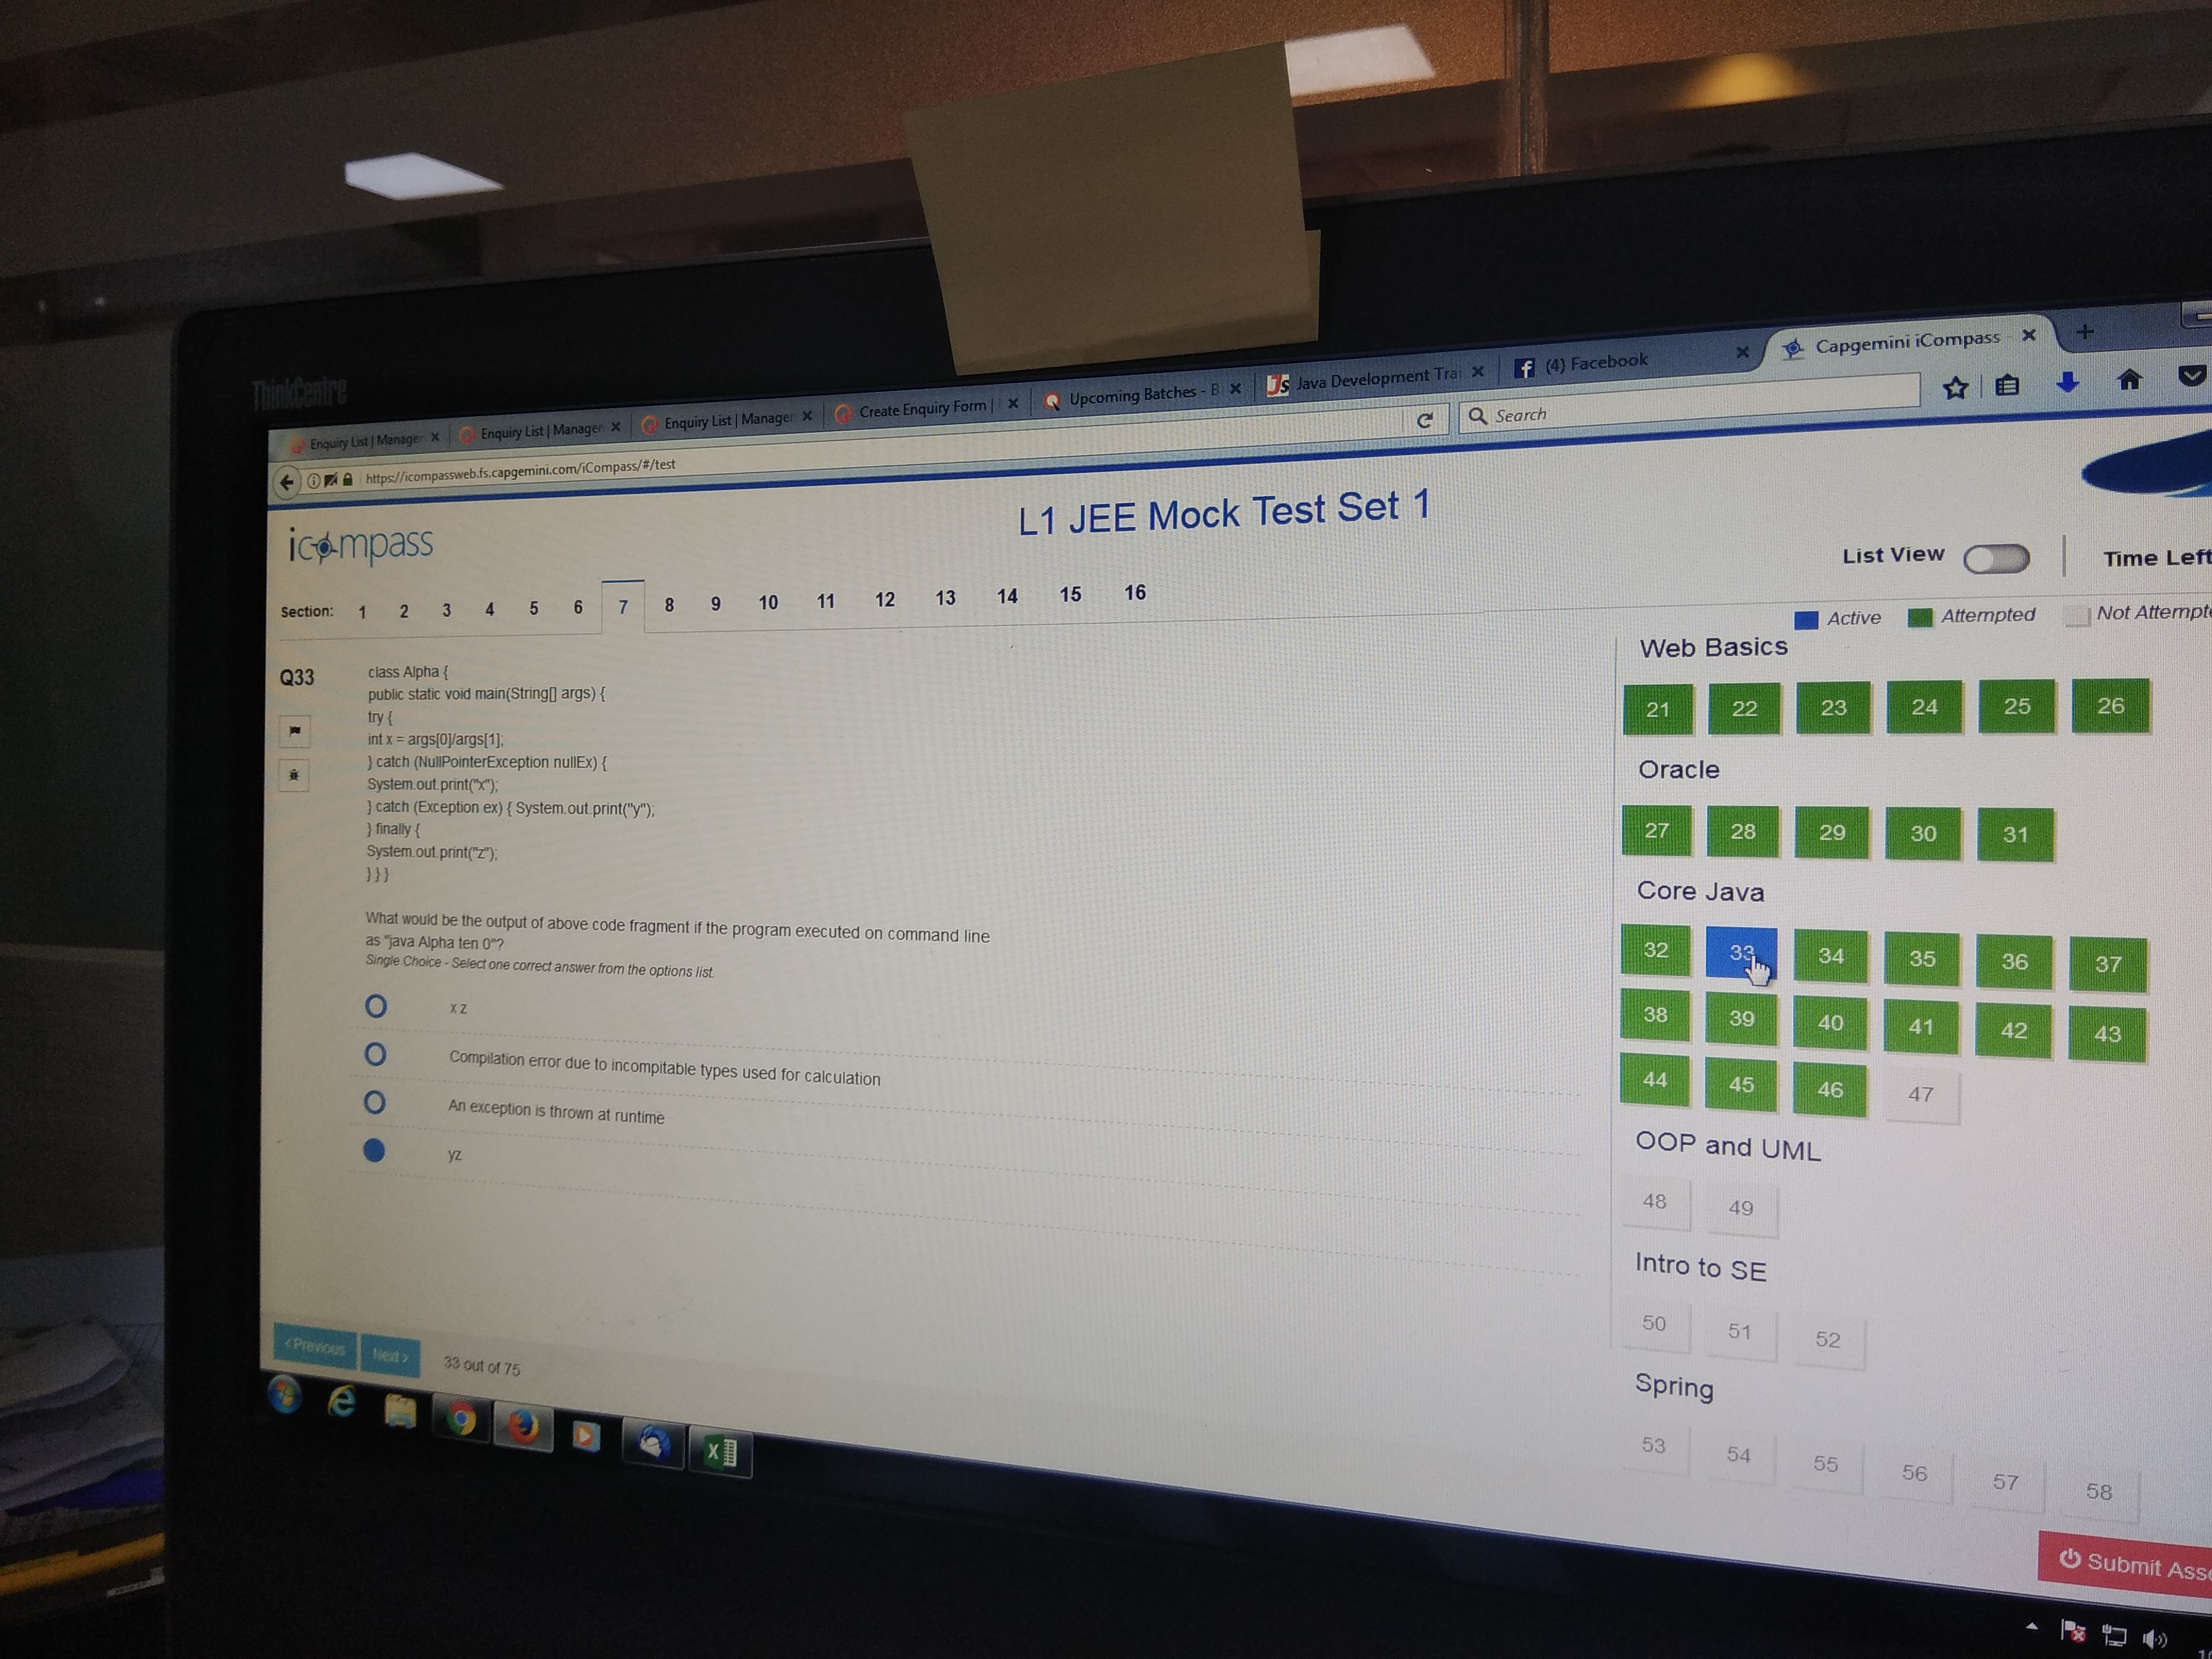 ThinkCentre
Enquiry List | Manager
Enquiry List | Manager
Enquiry List | Manager
Create Enquiry Form |
Upcoming Batches - B
Js Java Development Trai
(4) Facebook
Capgemini iCompass
https://icompassweb.fs.capgemini.com/iCompass/#/test
Search
icompass
L1 JEE Mock Test Set 1
List View
Time Left
Section: 1 2 3 4 5 6 7 8 9 10 11 12 13 14 15 16
Active Attempted Not Attempte
Q33
class Alpha {
public static void main(String[] args) {
try {
int x = args[0]/args[1];
} catch (NullPointerException nullEx) {
System.out.print("x");
} catch (Exception ex) { System.out.print("y");
} finally {
System.out.print("z");
} } }
What would be the output of above code fragment if the program executed on command line
as "java Alpha ten 0"?
Single Choice - Select one correct answer from the options list.
x z
Compilation error due to incompitable types used for calculation
An exception is thrown at runtime
yz
< Previous
Next >
33 out of 75
Web Basics
21 22 23 24 25 26
Oracle
27 28 29 30 31
Core Java
32 33 34 35 36 37
38 39 40 41 42 43
44 45 46 47
OOP and UML
48 49
Intro to SE
50 51 52
Spring
53 54 55 56 57 58
Submit Asse